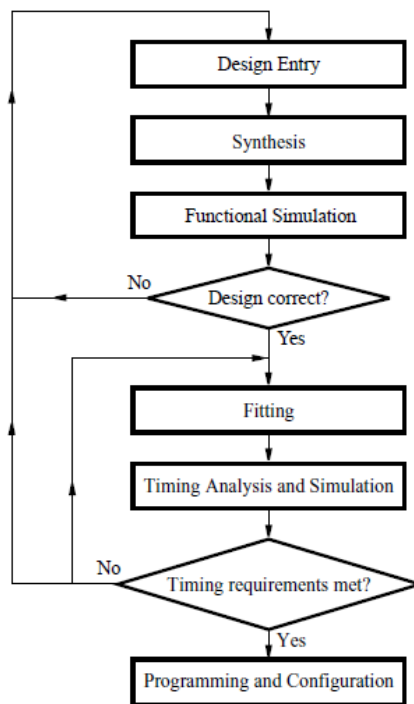 Design Entry
Synthesis
Functional Simulation
No
Design correct?
Yes
Fitting
Timing Analysis and Simulation
No
Timing requirements met?
Yes
Programming and Configuration